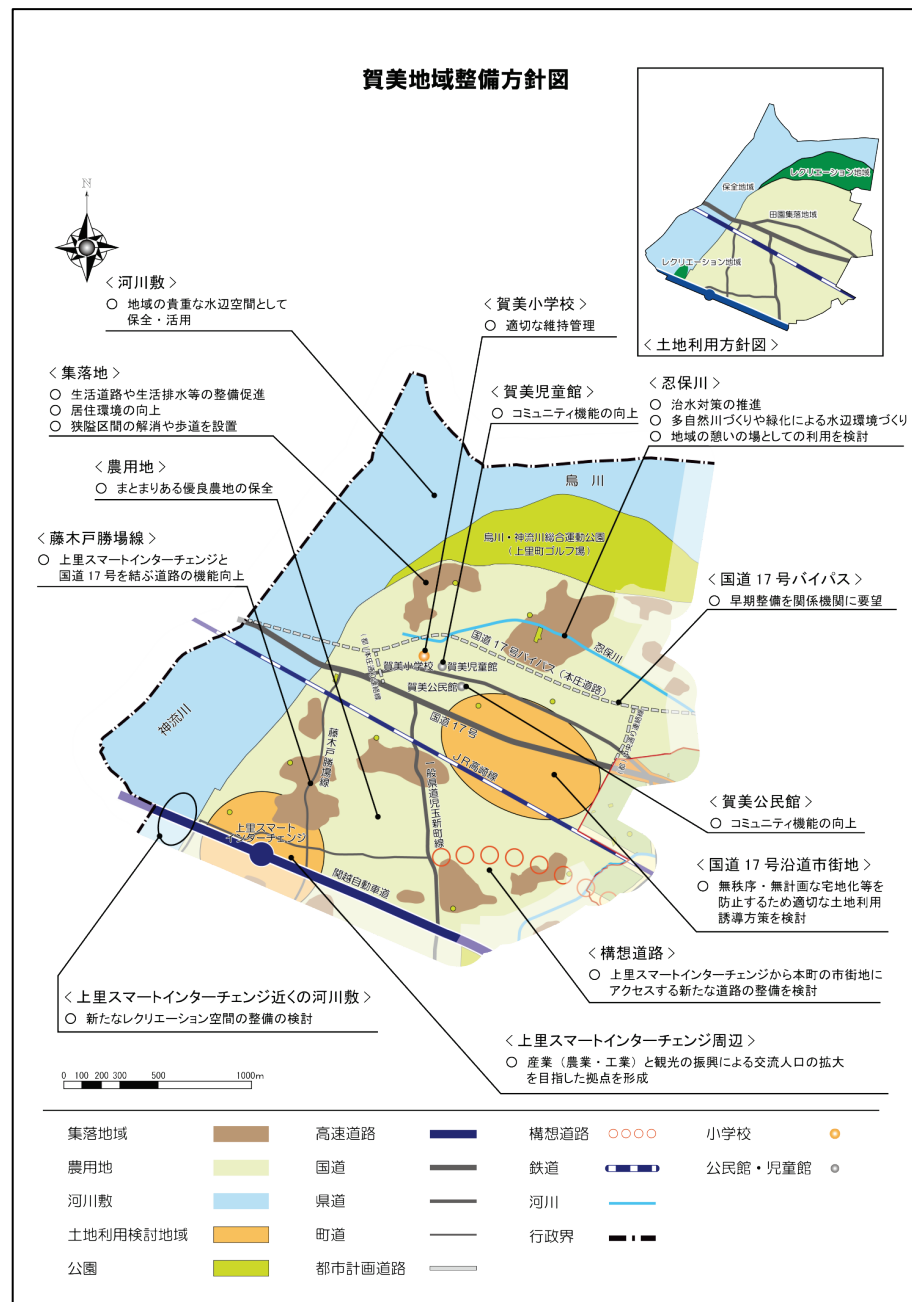 賀美地域整備方針図
レクリエーション地域
保全地域
田園集落地域
レクリエーション地域
<土地利用方針図>
N
<河川敷>
○ 地域の貴重な水辺空間として
保全・活用
<賀美小学校>
○ 適切な維持管理
<集落地>
○ 生活道路や生活排水等の整備促進
○ 居住環境の向上
○ 狭隘区間の解消や歩道を設置
<賀美児童館>
○ コミュニティ機能の向上
<忍保川>
○ 治水対策の推進
○ 多自然川づくりや緑化による水辺環境づくり
○ 地域の憩いの場としての利用を検討
<農用地>
○ まとまりある優良農地の保全
<藤木戸勝場線>
○ 上里スマートインターチェンジと
国道17号を結ぶ道路の機能向上
<国道17号バイパス>
○ 早期整備を関係機関に要望
烏 川
烏川・神流川総合運動公園
(上里町ゴルフ場)
国道17号バイパス(本庄道路)
忍保川
賀美小学校
賀美児童館
賀美公民館
神流川
国道17号
藤木戸勝場線
JR高崎線
一般県道児玉新町線
上里スマート
インターチェンジ
関越自動車道
<賀美公民館>
○ コミュニティ機能の向上
<国道17号沿道市街地>
○ 無秩序・無計画な宅地化等を
防止するため適切な土地利用
誘導方策を検討
<構想道路>
○ 上里スマートインターチェンジから本町の市街地に
アクセスする新たな道路の整備を検討
<上里スマートインターチェンジ近くの河川敷>
○ 新たなレクリエーション空間の整備の検討
<上里スマートインターチェンジ周辺>
○ 産業(農業・工業)と観光の振興による交流人口の拡大
を目指した拠点を形成
0 100 200 300 500 1000m
集落地域 高速道路 構想道路 小学校
農用地 国道 鉄道 公民館・児童館
河川敷 県道 河川
土地利用検討地域 町道 行政界
公園 都市計画道路